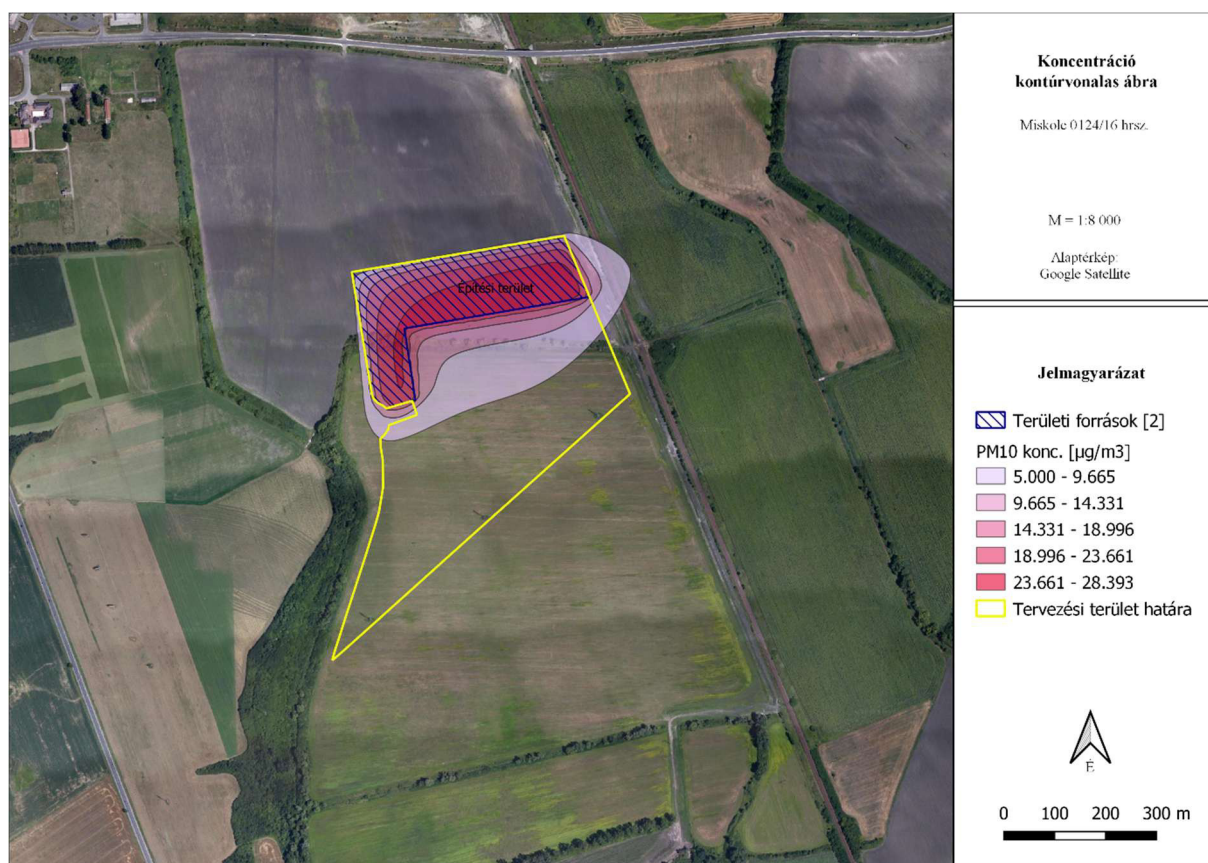 Koncentráció
kontúrvonalas ábra
Miskolc 0124/16 hrsz.
M = 1:8 000
Alaptérkép:
Google Satellite
Építési terület
Jelmagyarázat
Területi források [2]
PM10 konc. [µg/m3]
5.000 - 9.665
9.665 - 14.331
14.331 - 18.996
18.996 - 23.661
23.661 - 28.393
Tervezési terület határa
É
0 100 200 300 m